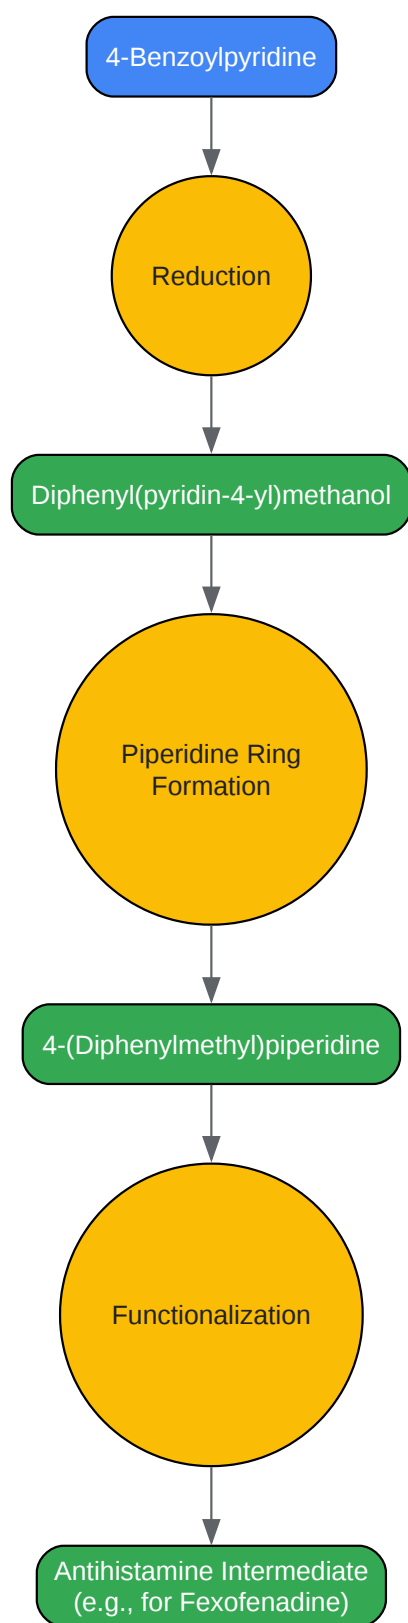 4-Benzoylpyridine
Reduction
Diphenyl(pyridin-4-yl)methanol
Piperidine Ring
Formation
4-(Diphenylmethyl)piperidine
Functionalization
Antihistamine Intermediate
(e.g., for Fexofenadine)